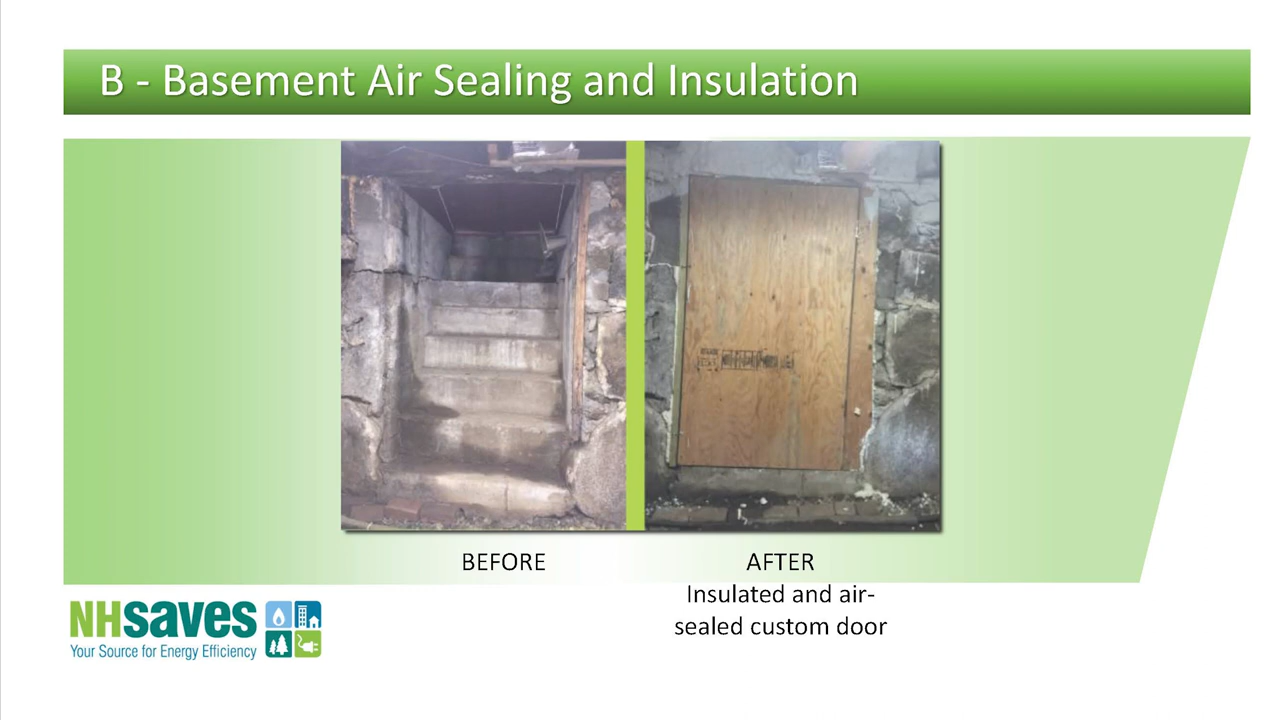 B - Basement Air Sealing and Insulation
BEFORE
AFTER
Insulated and air-
sealed custom door
NHsaves
Your Source for Energy Efficiency